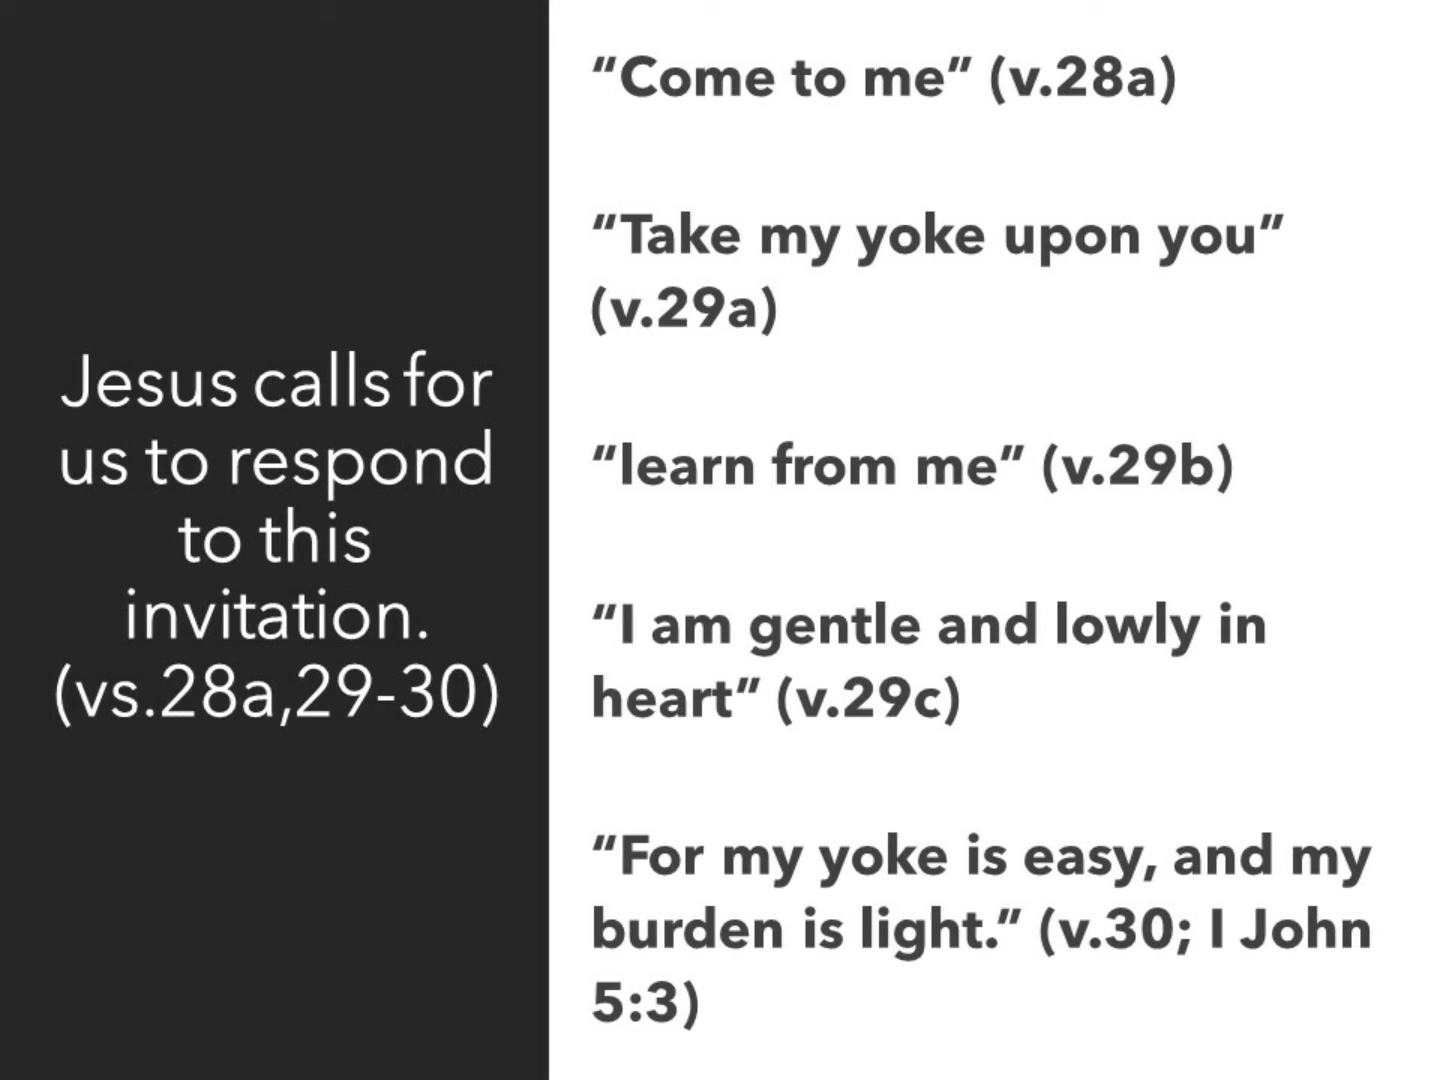 Jesus calls for
us to respond
to this
invitation.
(vs.28a,29-30)
“Come to me” (v.28a)
“Take my yoke upon you”
(v.29a)
“learn from me” (v.29b)
“I am gentle and lowly in
heart” (v.29c)
“For my yoke is easy, and my
burden is light.” (v.30; I John
5:3)